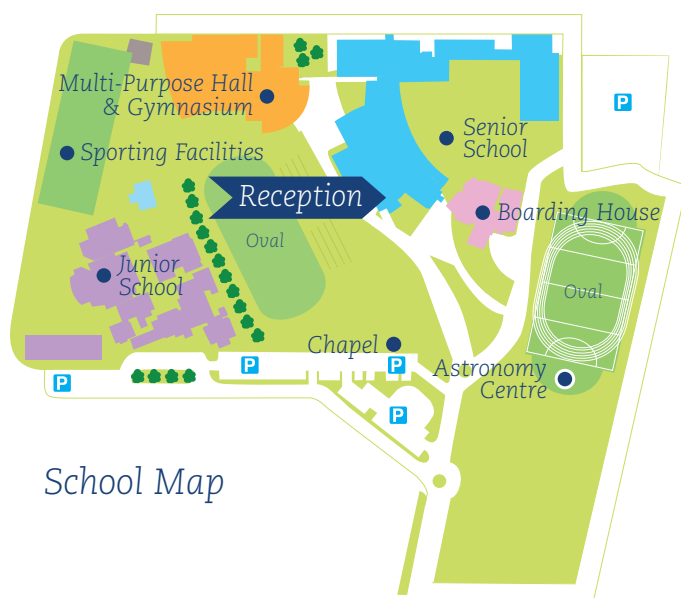 P
Multi-Purpose Hall
& Gymnasium
Senior
School
Sporting Facilities
Reception
Boarding House
Oval
Junior
School
Oval
Chapel
P
P
Astronomy
Centre
P
P
School Map